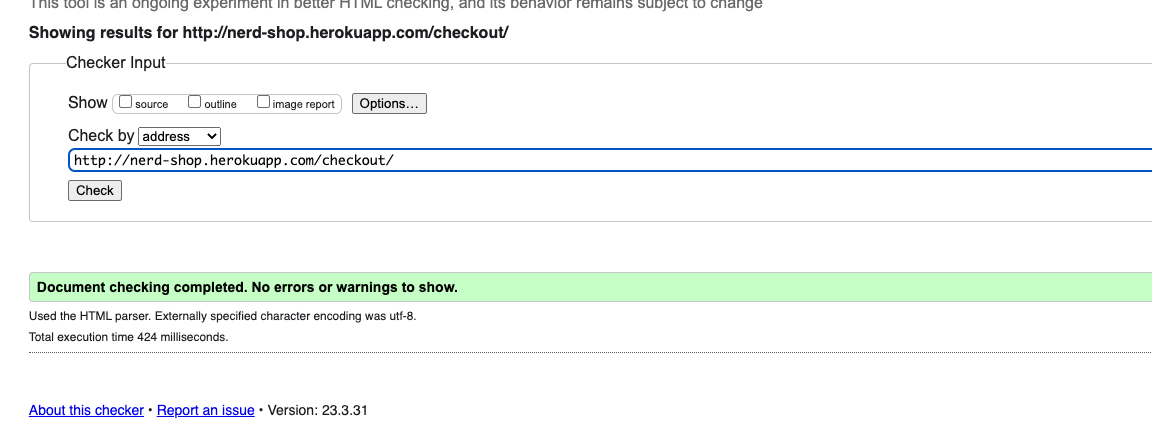 This tool is an ongoing experiment in better HTML checking, and its behavior remains subject to change
Showing results for http://nerd-shop.herokuapp.com/checkout/
Checker Input
Show source outline image report Options...
Check by address
http://nerd-shop.herokuapp.com/checkout/
Check
Document checking completed. No errors or warnings to show.
Used the HTML parser. Externally specified character encoding was utf-8.
Total execution time 424 milliseconds.
About this checker • Report an issue • Version: 23.3.31